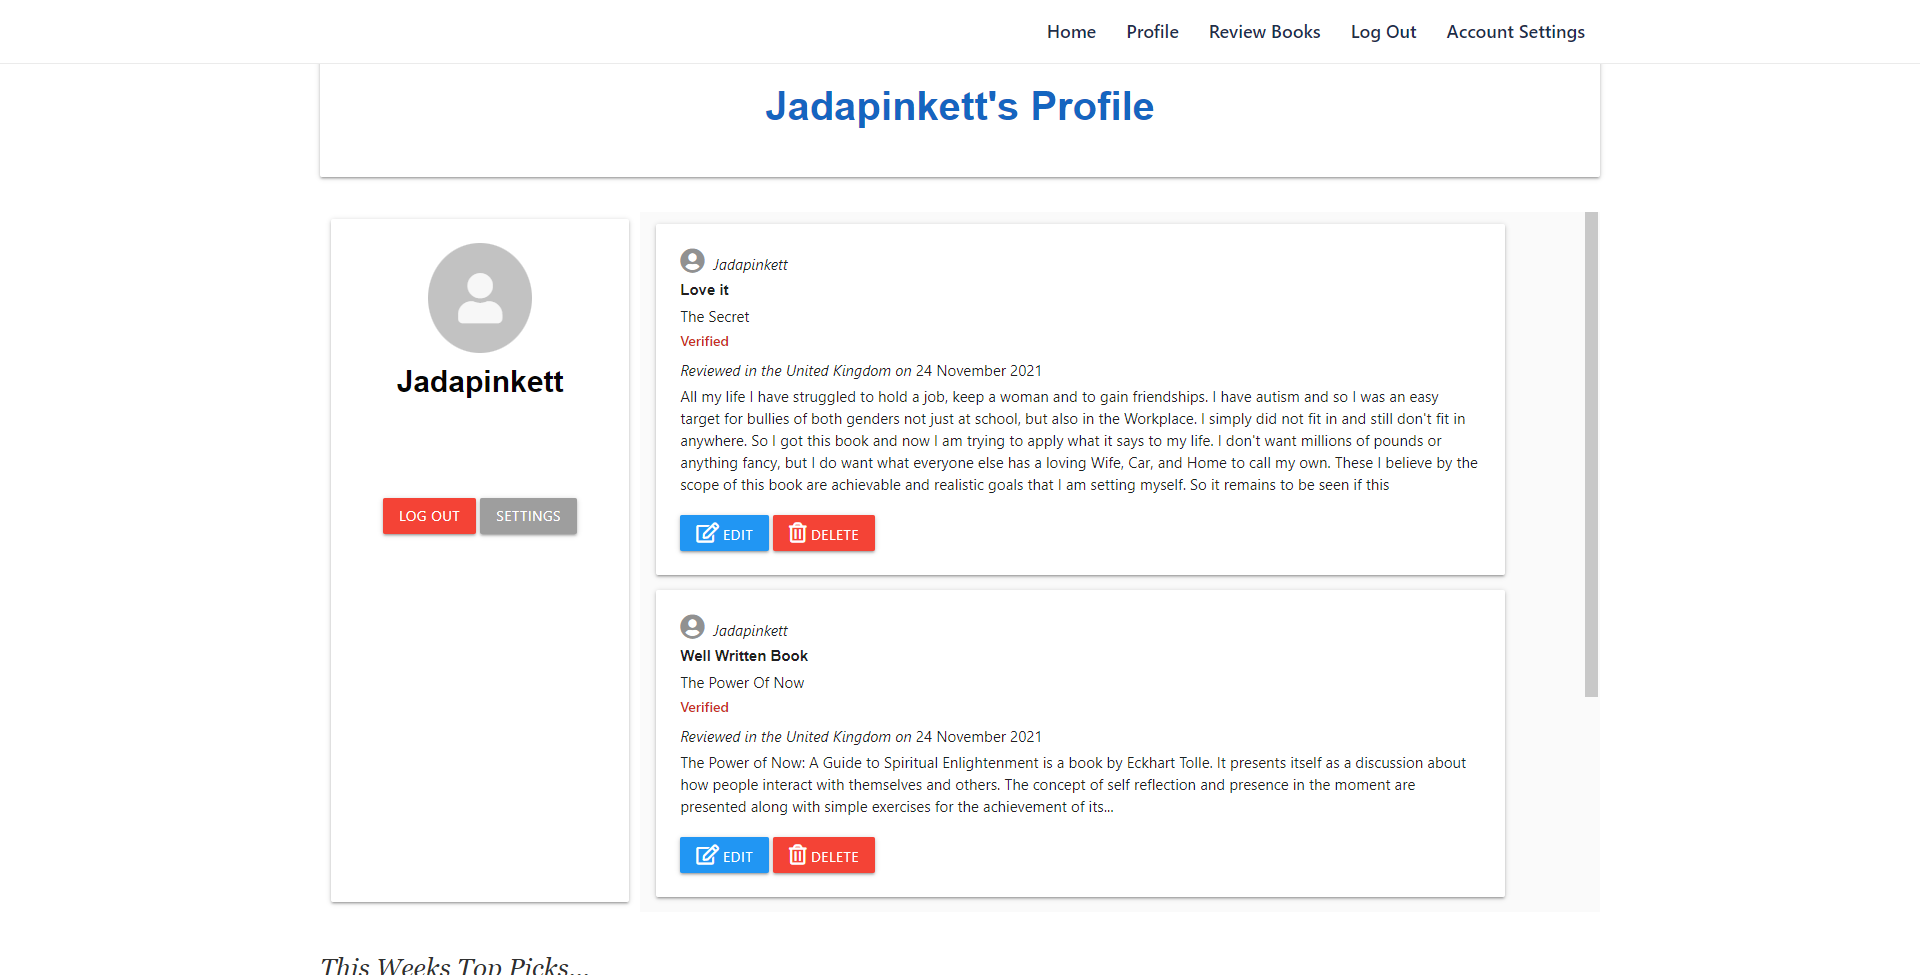 Home Profile Review Books Log Out Account Settings
Jadapinkett's Profile
Jadapinkett
LOG OUT SETTINGS
Jadapinkett
Love it
The Secret
Verified
Reviewed in the United Kingdom on 24 November 2021
All my life I have struggled to hold a job, keep a woman and to gain friendships. I have autism and so I was an easy
target for bullies of both genders not just at school, but also in the Workplace. I simply did not fit in and still don't fit in
anywhere. So I got this book and now I am trying to apply what it says to my life. I don't want millions of pounds or
anything fancy, but I do want what everyone else has a loving Wife, Car, and Home to call my own. These I believe by the
scope of this book are achievable and realistic goals that I am setting myself. So it remains to be seen if this
EDIT DELETE
Jadapinkett
Well Written Book
The Power Of Now
Verified
Reviewed in the United Kingdom on 24 November 2021
The Power of Now: A Guide to Spiritual Enlightenment is a book by Eckhart Tolle. It presents itself as a discussion about
how people interact with themselves and others. The concept of self reflection and presence in the moment are
presented along with simple exercises for the achievement of its...
EDIT DELETE
This Weeks Top Picks...